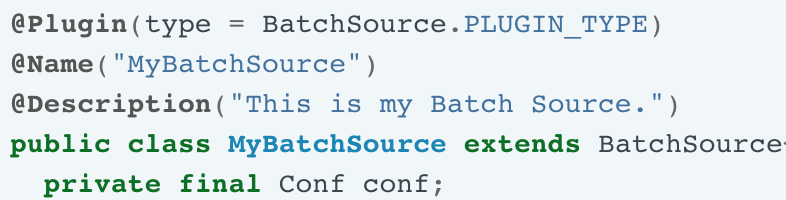 @Plugin(type = BatchSource.PLUGIN_TYPE)
@Name("MyBatchSource")
@Description("This is my Batch Source.")
public class MyBatchSource extends BatchSource<
private final Conf conf;